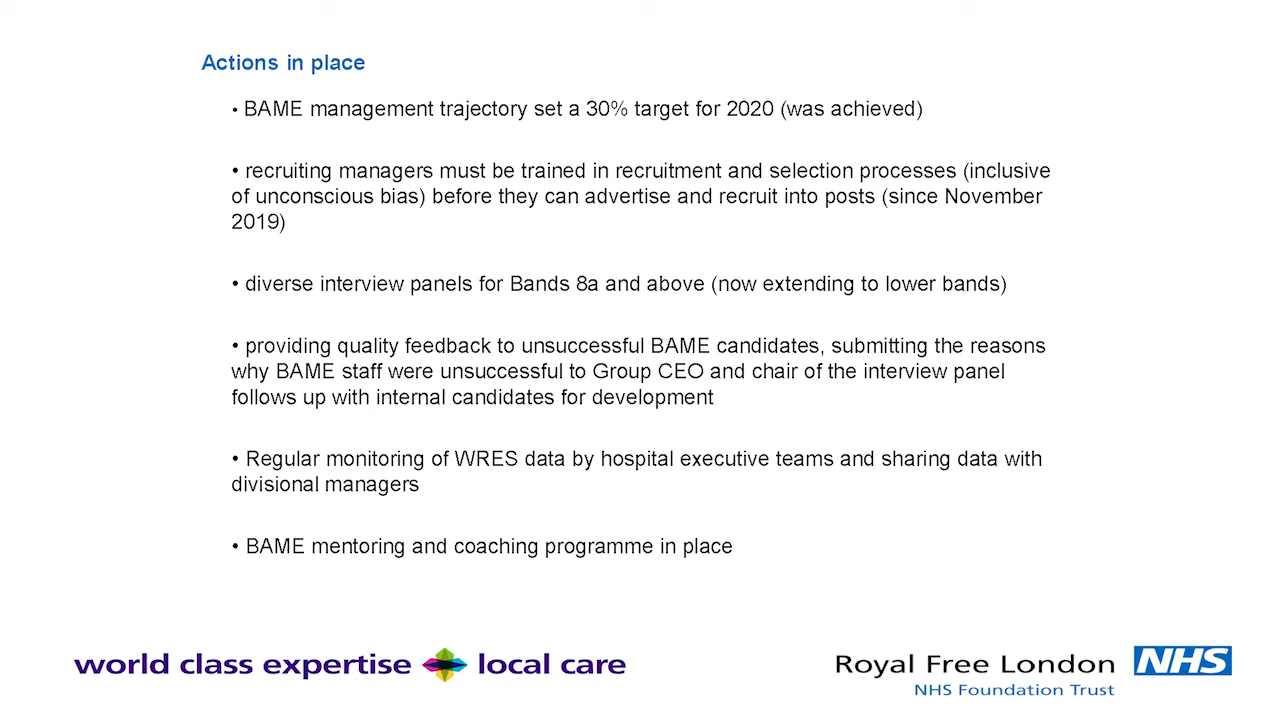 Actions in place
• BAME management trajectory set a 30% target for 2020 (was achieved)
• recruiting managers must be trained in recruitment and selection processes (inclusive
of unconscious bias) before they can advertise and recruit into posts (since November
2019)
• diverse interview panels for Bands 8a and above (now extending to lower bands)
• providing quality feedback to unsuccessful BAME candidates, submitting the reasons
why BAME staff were unsuccessful to Group CEO and chair of the interview panel
follows up with internal candidates for development
• Regular monitoring of WRES data by hospital executive teams and sharing data with
divisional managers
• BAME mentoring and coaching programme in place
world class expertise local care
Royal Free London NHS
NHS Foundation Trust